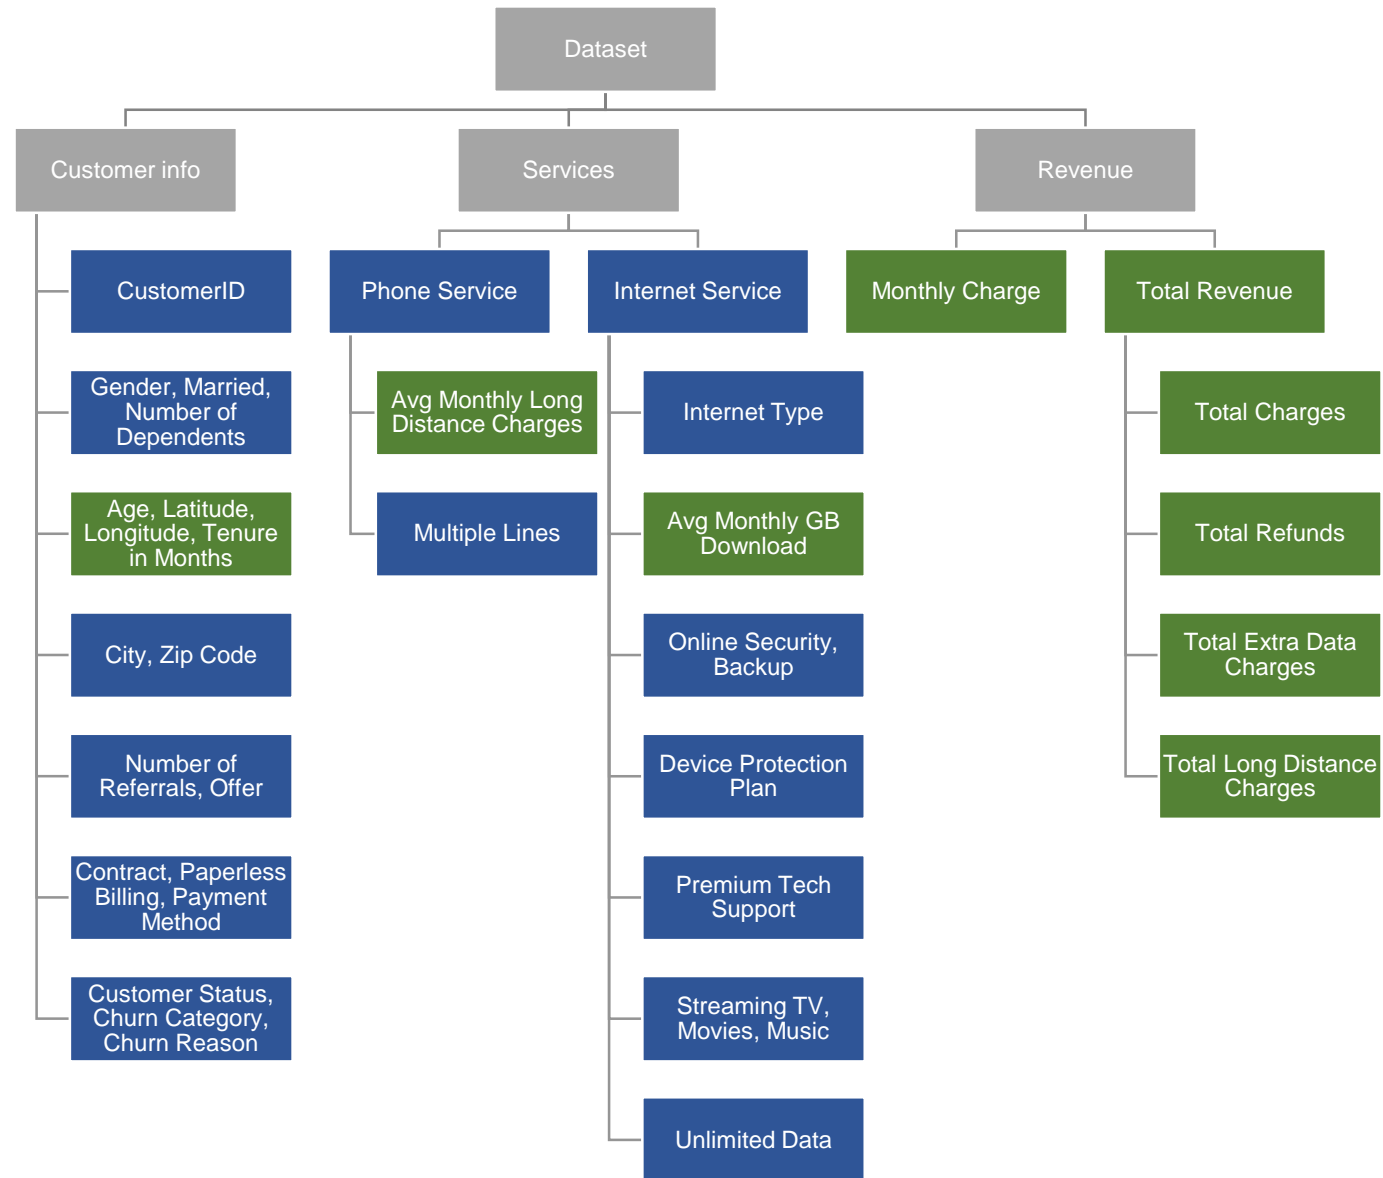 Dataset
Customer info
Services
Revenue
CustomerID
Phone Service
Internet Service
Monthly Charge
Total Revenue
Gender, Married,
Number of
Dependents
Avg Monthly Long
Distance Charges
Internet Type
Total Charges
Age, Latitude,
Longitude, Tenure
in Months
Multiple Lines
Avg Monthly GB
Download
Total Refunds
City, Zip Code
Online Security,
Backup
Total Extra Data
Charges
Number of
Referrals, Offer
Device Protection
Plan
Total Long Distance
Charges
Contract, Paperless
Billing, Payment
Method
Premium Tech
Support
Customer Status,
Churn Category,
Churn Reason
Streaming TV,
Movies, Music
Unlimited Data